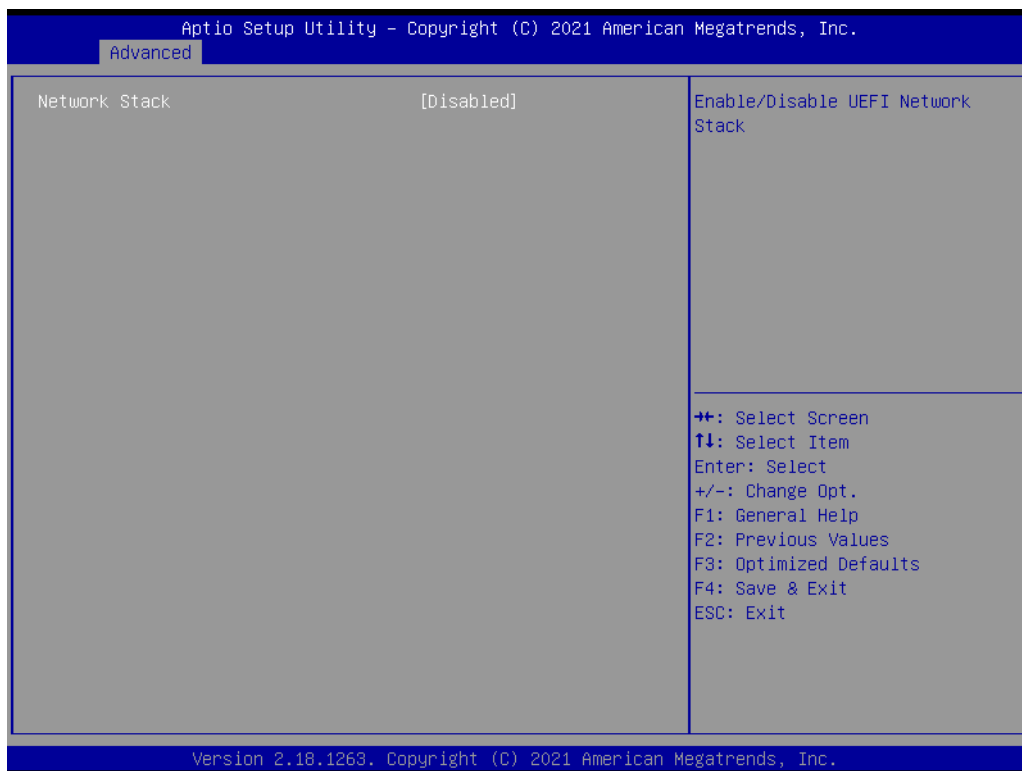 Aptio Setup Utility – Copyright (C) 2021 American Megatrends, Inc.
Advanced
Network Stack [Disabled]
Enable/Disable UEFI Network
Stack
→←: Select Screen
↑↓: Select Item
Enter: Select
+/-: Change Opt.
F1: General Help
F2: Previous Values
F3: Optimized Defaults
F4: Save & Exit
ESC: Exit
Version 2.18.1263. Copyright (C) 2021 American Megatrends, Inc.